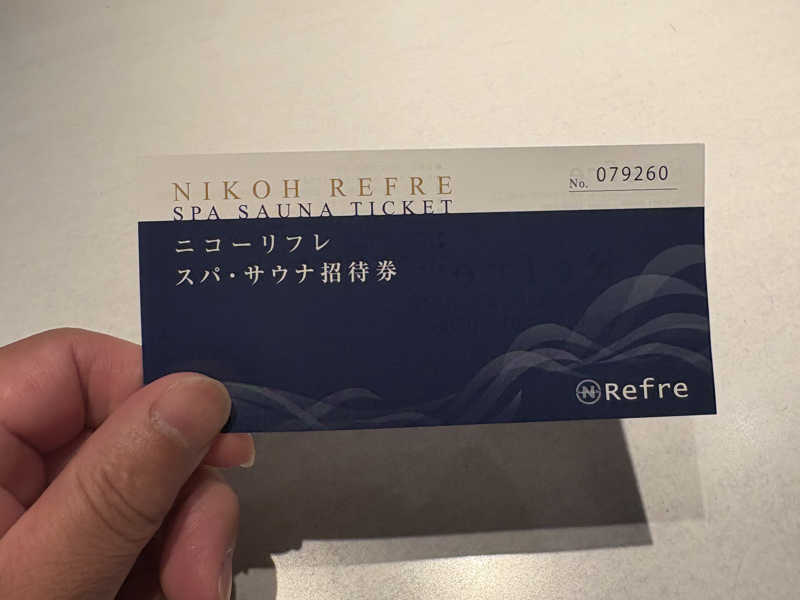 NIKOH REFRE
No. 079260
SPA SAUNA TICKET
ニコーリフレ
スパ・サウナ招待券
N Refre